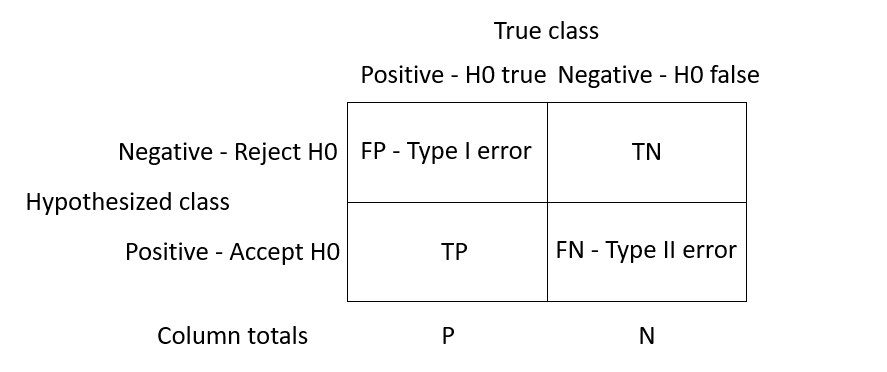 True class
Positive - H0 true Negative - H0 false
Negative - Reject H0 FP - Type I error TN
Hypothesized class
Positive - Accept H0 TP FN - Type II error
Column totals P N